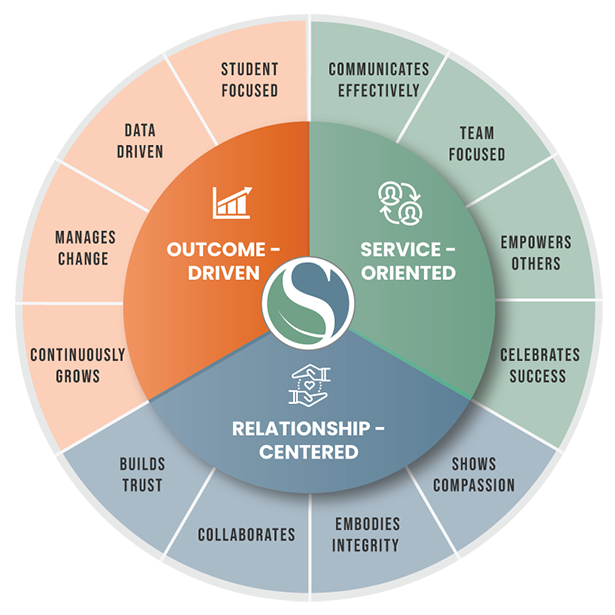 STUDENT
FOCUSED
COMMUNICATES
EFFECTIVELY
DATA
DRIVEN
TEAM
FOCUSED
MANAGES
CHANGE
OUTCOME -
DRIVEN
SERVICE -
ORIENTED
EMPOWERS
OTHERS
CONTINUOUSLY
GROWS
CELEBRATES
SUCCESS
RELATIONSHIP -
CENTERED
BUILDS
TRUST
COLLABORATES
EMBODIES
INTEGRITY
SHOWS
COMPASSION